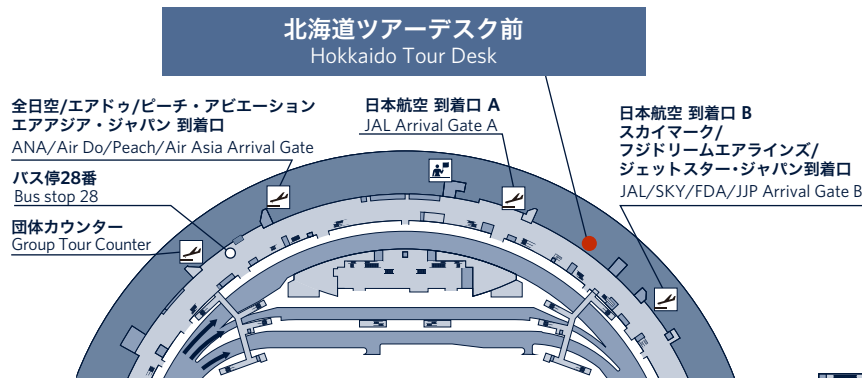 北海道ツアーデスク前
Hokkaido Tour Desk
全日空/エアドゥ/ピーチ・アビエーション
エアアジア・ジャパン 到着口
ANA/Air Do/Peach/Air Asia Arrival Gate
バス停28番
Bus stop 28
団体カウンター
Group Tour Counter
日本航空 到着口 A
JAL Arrival Gate A
日本航空 到着口 B
スカイマーク/
フジドリームエアラインズ/
ジェットスター・ジャパン到着口
JAL/SKY/FDA/JJP Arrival Gate B